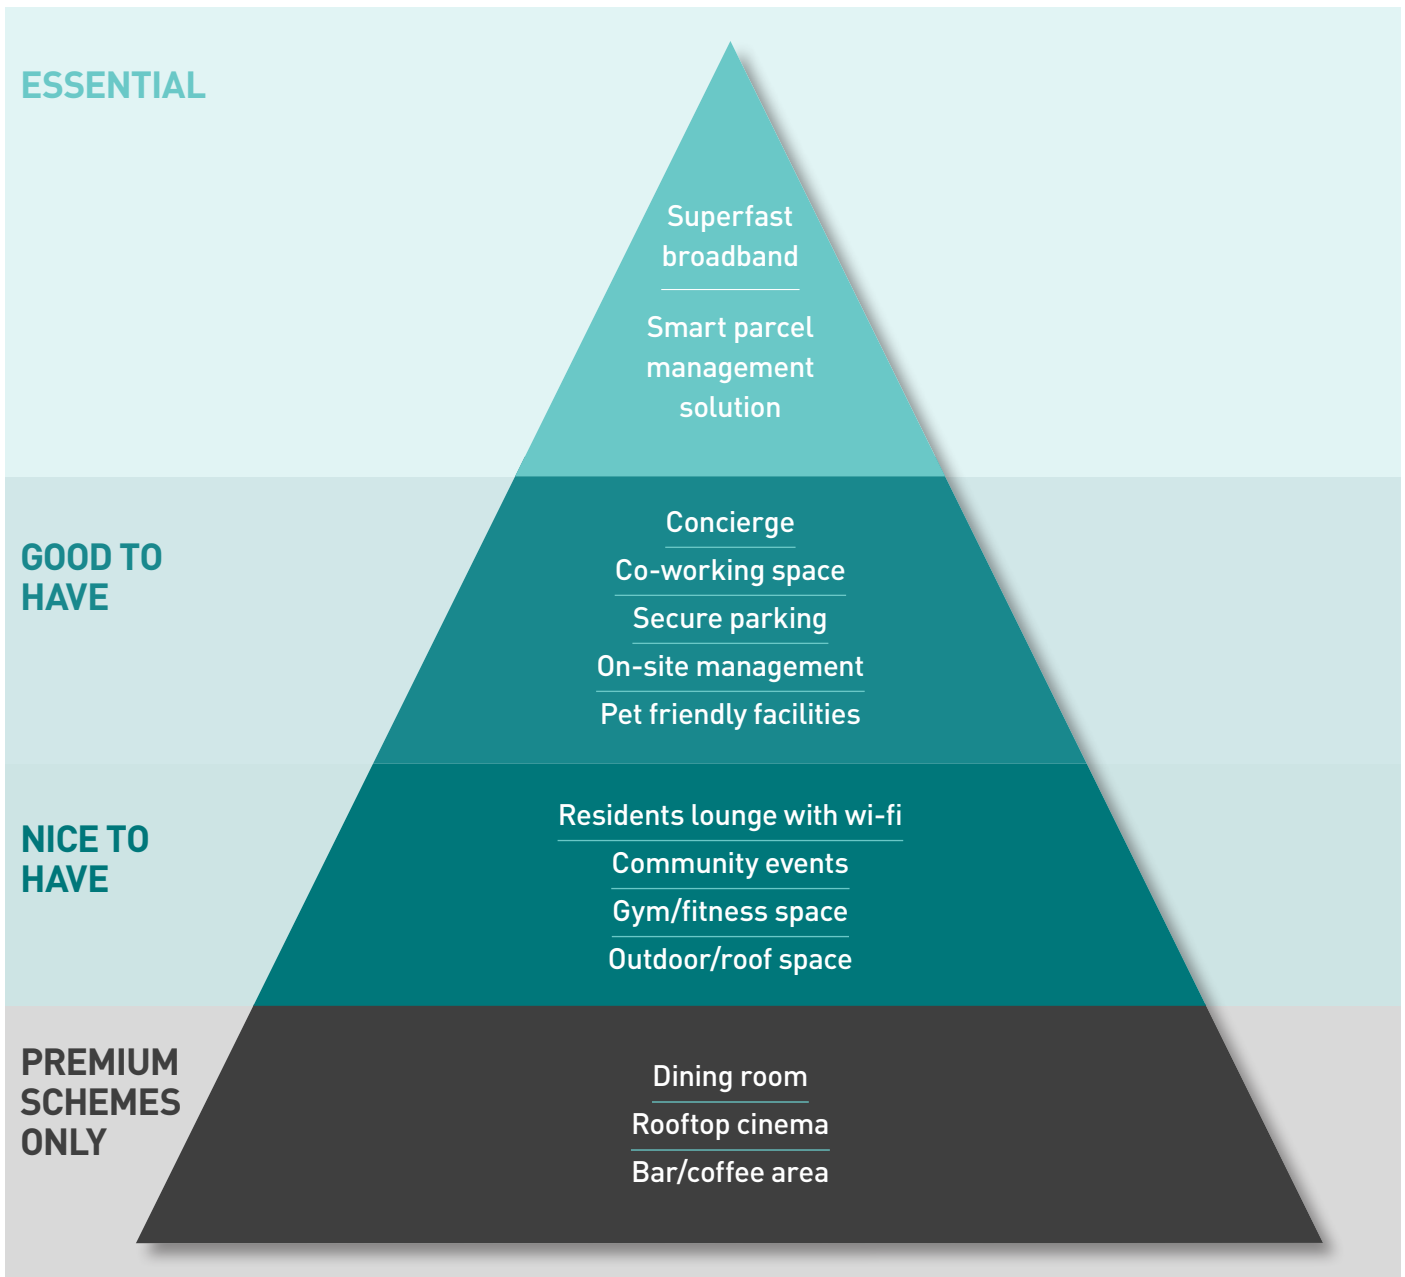 ESSENTIAL
Superfast
broadband
Smart parcel
management
solution
GOOD TO
HAVE
Concierge
Co-working space
Secure parking
On-site management
Pet friendly facilities
NICE TO
HAVE
Residents lounge with wi-fi
Community events
Gym/fitness space
Outdoor/roof space
PREMIUM
SCHEMES
ONLY
Dining room
Rooftop cinema
Bar/coffee area